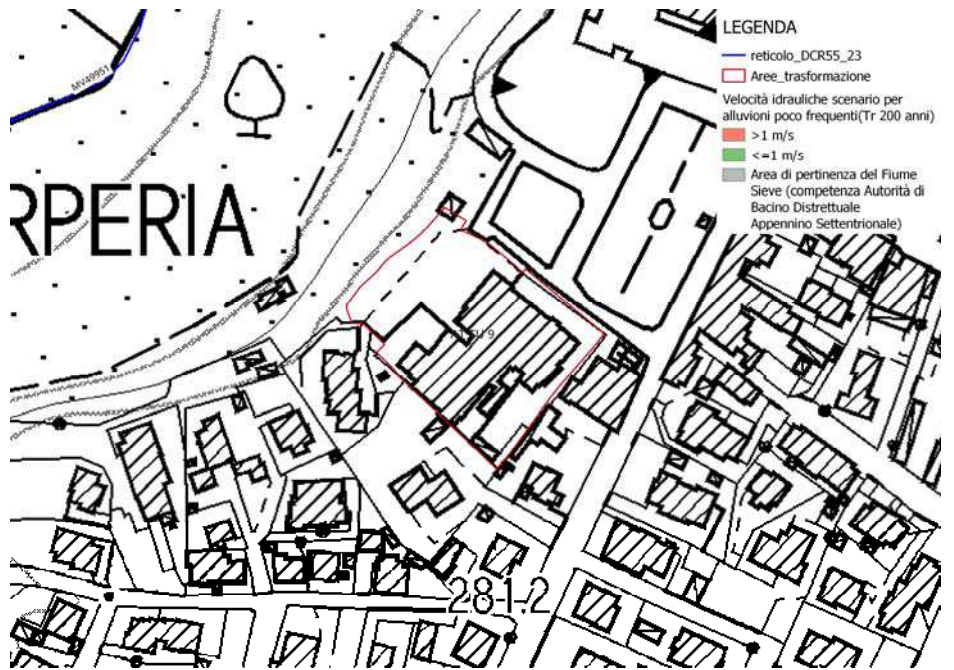 LEGENDA
reticolo_DCR55_23
Aree_trasformazione
Velocità idrauliche scenario per
alluvioni poco frequenti(Tr 200 anni)
>1 m/s
<=1 m/s
Area di pertinenza del Fiume
Sieve (competenza Autorità di
Bacino Distrettuale
Appennino Settentrionale)
MV49951
RPERIA
281.2